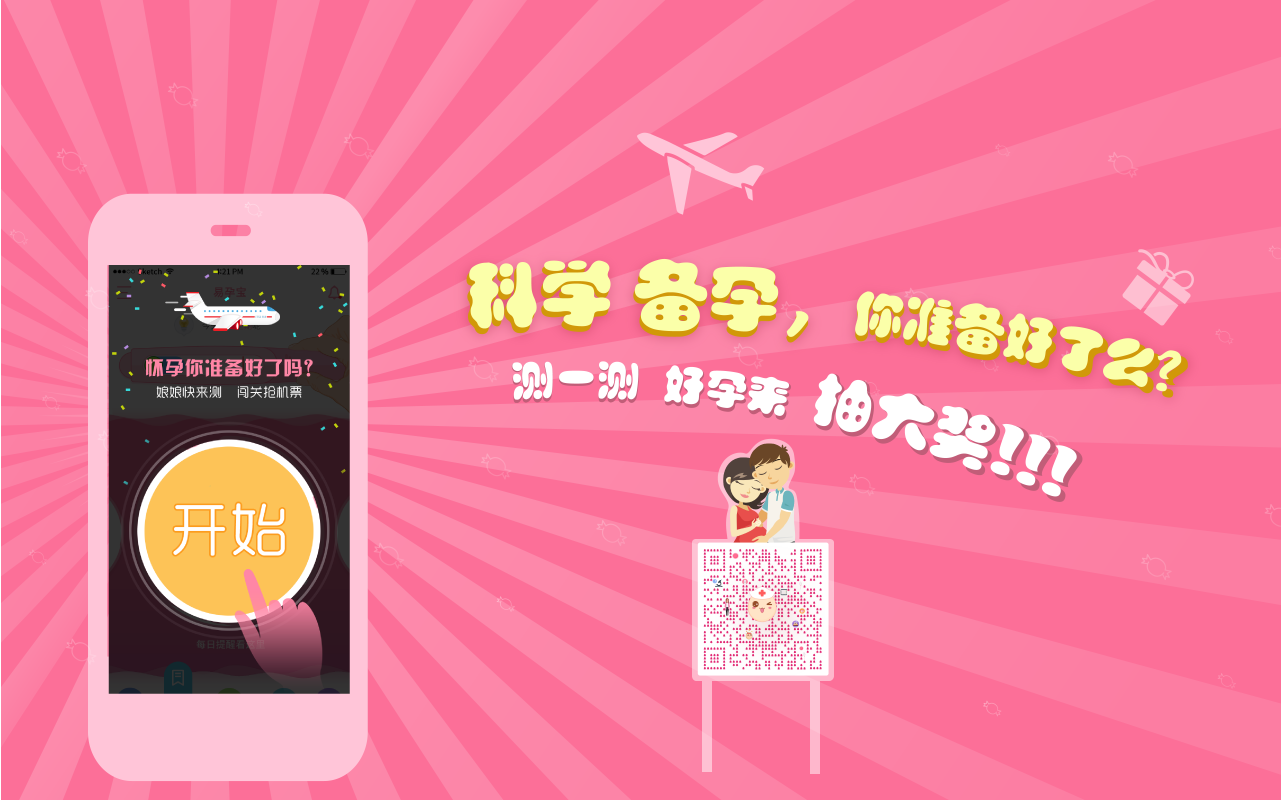 科学 备孕，你准备好了么?
测一测 好孕来 抽大奖!!!
22%
怀孕你准备好了吗?
娘娘快来测 闯关抢机票
开始